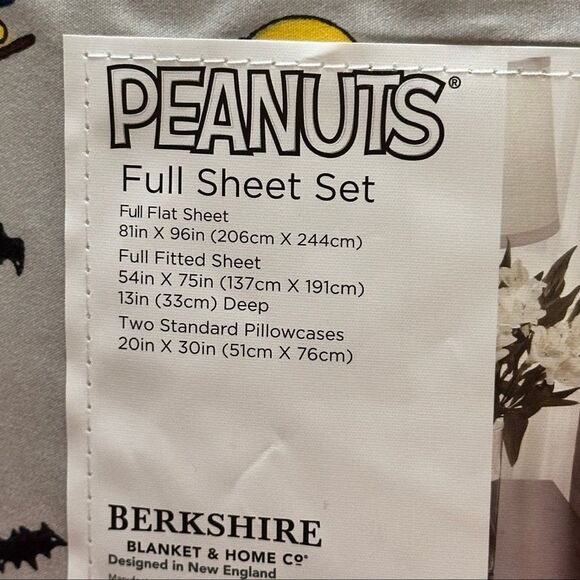 PEANUTS®
Full Sheet Set
Full Flat Sheet
81in X 96in (206cm X 244cm)
Full Fitted Sheet
54in X 75in (137cm X 191cm)
13in (33cm) Deep
Two Standard Pillowcases
20in X 30in (51cm X 76cm)
BERKSHIRE
BLANKET & HOME Co®
Designed in New England